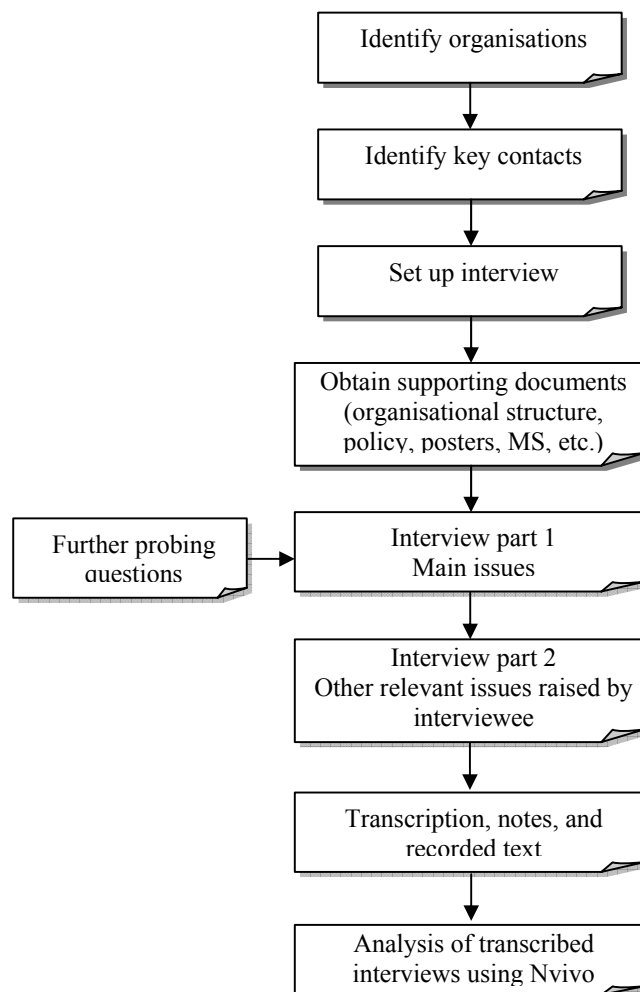 Identify organisations
Identify key contacts
Set up interview
Obtain supporting documents
(organisational structure,
policy, posters, MS, etc.)
Further probing
questions
Interview part 1
Main issues
Interview part 2
Other relevant issues raised by
interviewee
Transcription, notes, and
recorded text
Analysis of transcribed
interviews using Nvivo